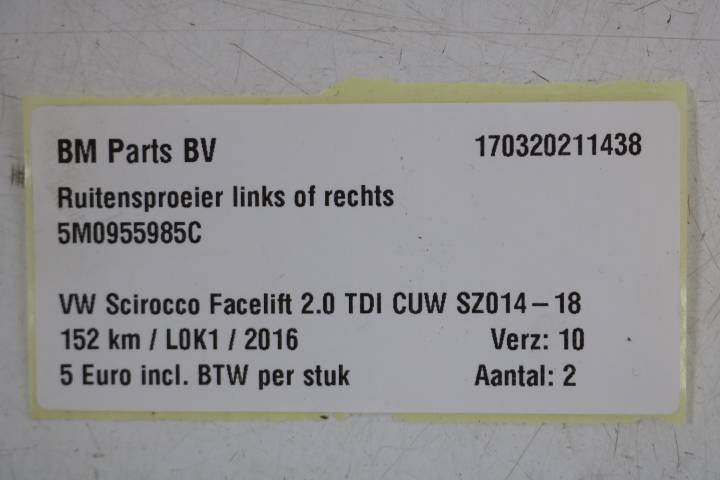 BM Parts BV 170320211438
Ruitensproeier links of rechts
5M0955985C
VW Scirocco Facelift 2.0 TDI CUW SZ014-18
152 km / L0K1 / 2016 Verz: 10
5 Euro incl. BTW per stuk Aantal: 2